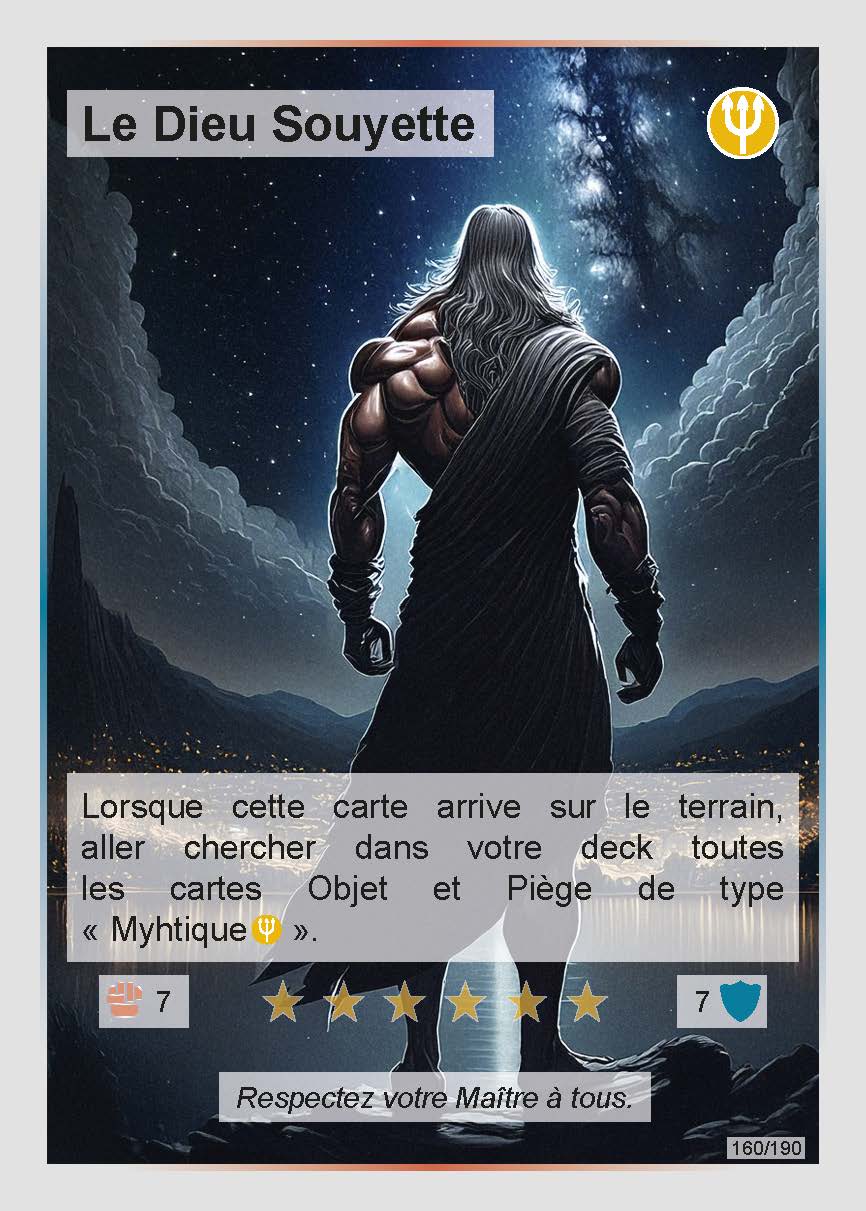 Le Dieu Souyette
Lorsque cette carte arrive sur le terrain,
aller chercher dans votre deck toutes
les cartes Objet et Piège de type
« Myhtique ».
7
7
Respectez votre Maître à tous.
160/190